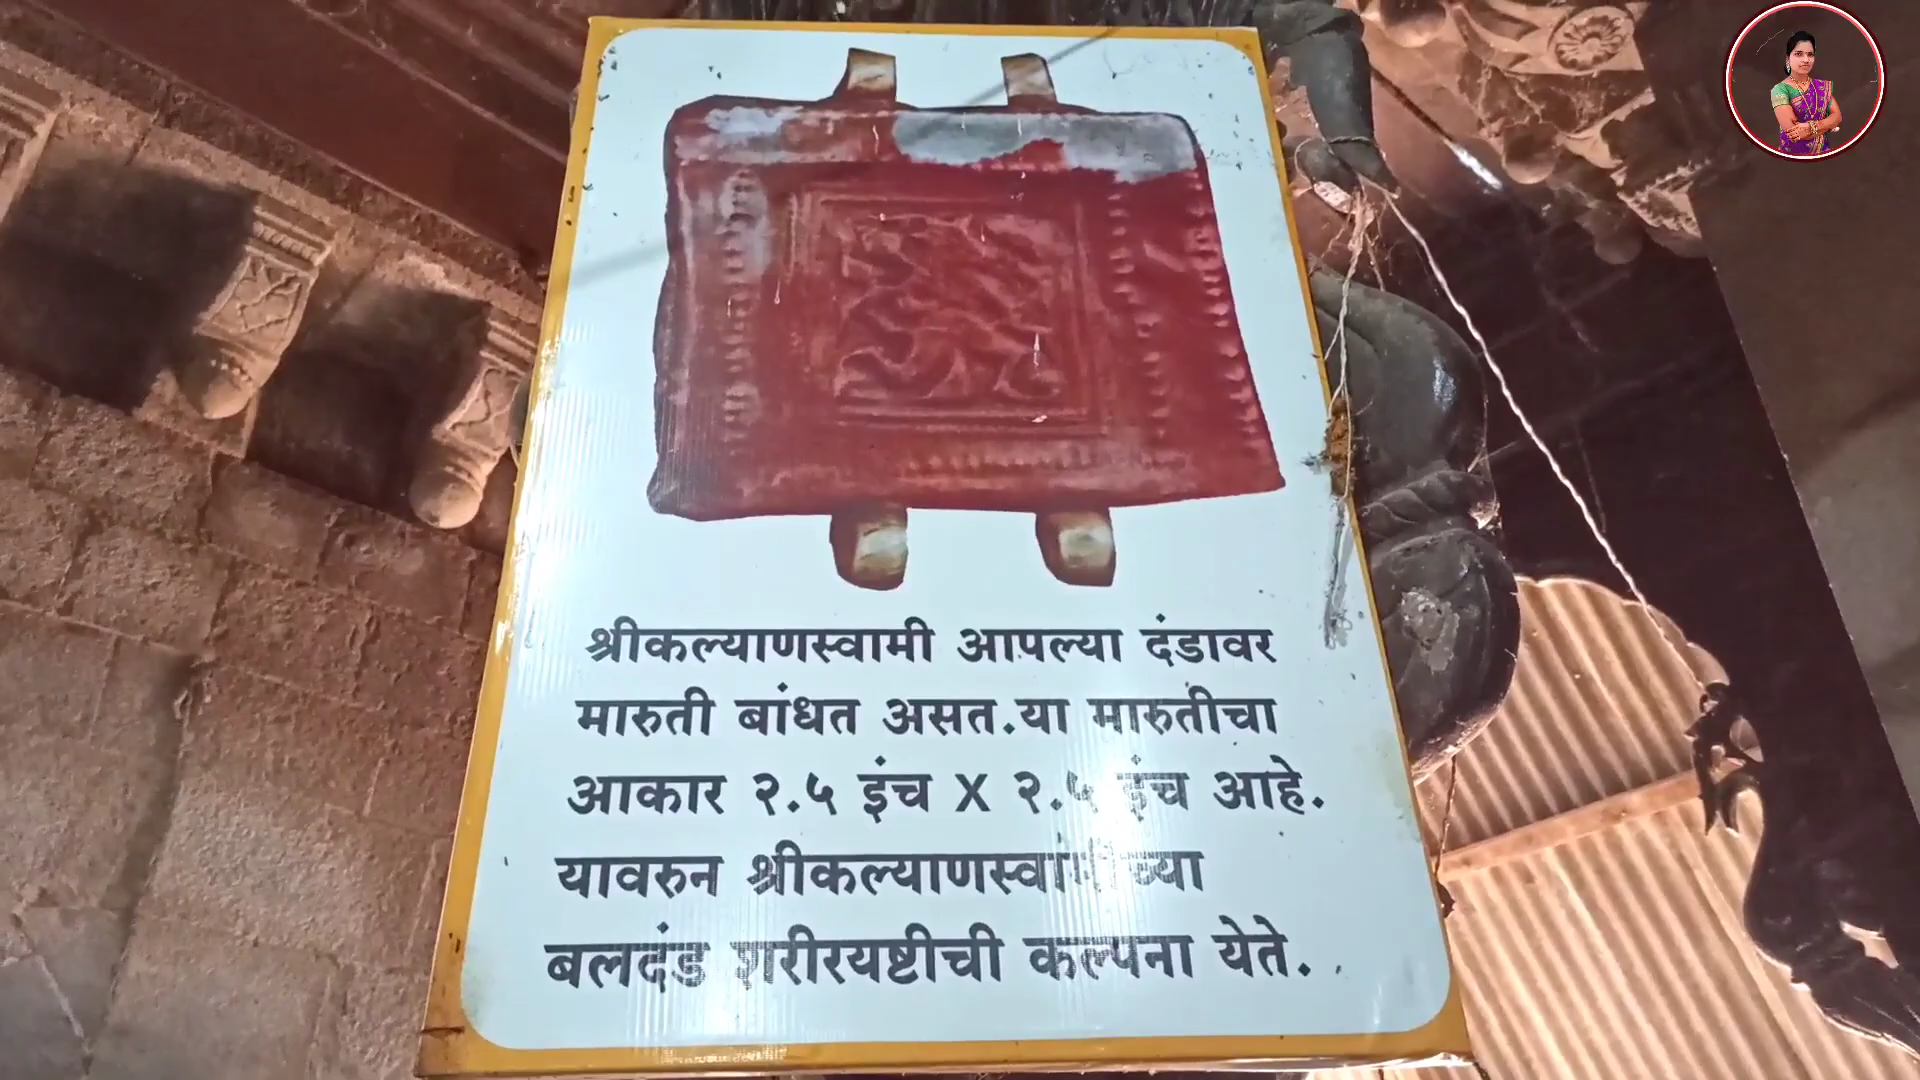 श्रीकल्याणस्वामी आपल्या दंडावर
मारुती बांधत असत.या मारुतीचा
आकार २.५ इंच X २.५ इंच आहे.
यावरुन श्रीकल्याणस्वामींच्या
बलदंड शरीरयष्टीची कल्पना येते.